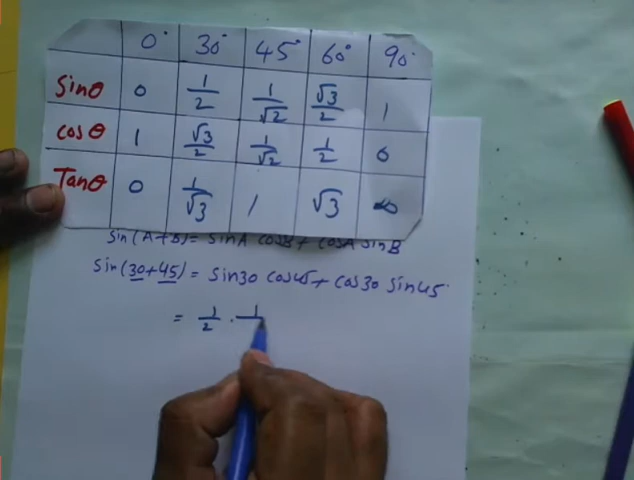 0° 30° 45° 60° 90°
Sinθ 0 1/2 1/√2 √3/2 1
cosθ 1 √3/2 1/√2 1/2 0
Tanθ 0 1/√3 1 √3 ∞
Sin(A+B) = SinA cosB + cosA SinB
Sin(30+45) = Sin30 cos45 + cos30 Sin45
= 1/2 . 1